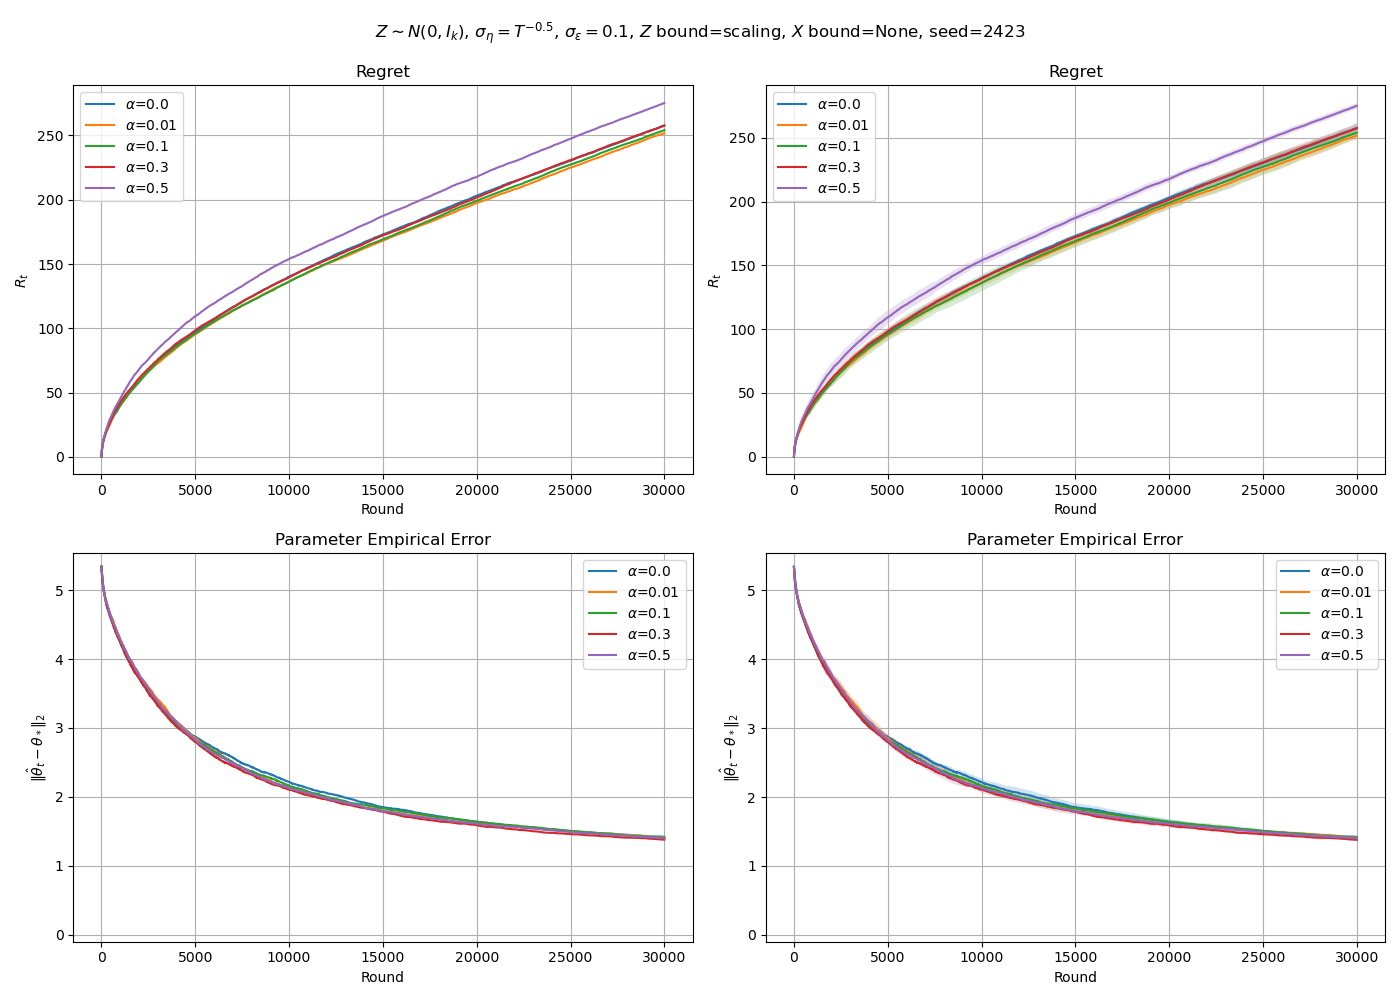 Z ~ N(0, I_k), σ_η = T^{−0.5}, σ_ε = 0.1, Z bound=scaling, X bound=None, seed=2423
Regret
α=0.0
α=0.01
α=0.1
α=0.3
α=0.5
250
200
150
100
50
0
R_t
0 5000 10000 15000 20000 25000 30000
Round
Regret
α=0.0
α=0.01
α=0.1
α=0.3
α=0.5
250
200
150
100
50
0
R_t
0 5000 10000 15000 20000 25000 30000
Round
Parameter Empirical Error
α=0.0
α=0.01
α=0.1
α=0.3
α=0.5
5
4
3
2
1
0
‖θ̂_t − θ_*‖_2
0 5000 10000 15000 20000 25000 30000
Round
Parameter Empirical Error
α=0.0
α=0.01
α=0.1
α=0.3
α=0.5
5
4
3
2
1
0
‖θ̂_t − θ_*‖_2
0 5000 10000 15000 20000 25000 30000
Round